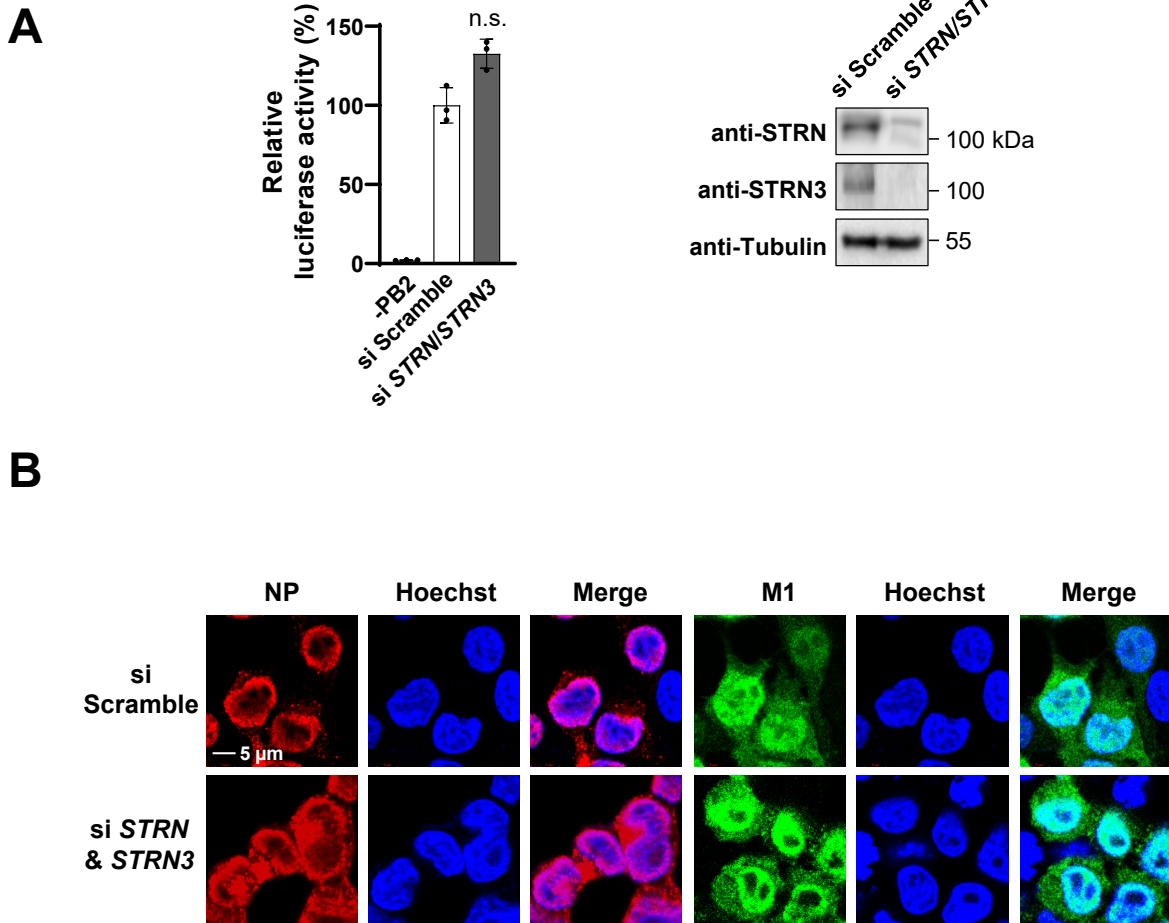 A
Relative
luciferase activity (%)
150
100
50
0
n.s.
-PB2
si Scramble
si STRN/STRN3
si Scramble
si
anti-STRN
100 kDa
anti-STRN3
100
anti-Tubulin
55
B
NP
Hoechst
Merge
M1
Hoechst
Merge
si
Scramble
5 µm
si STRN
& STRN3